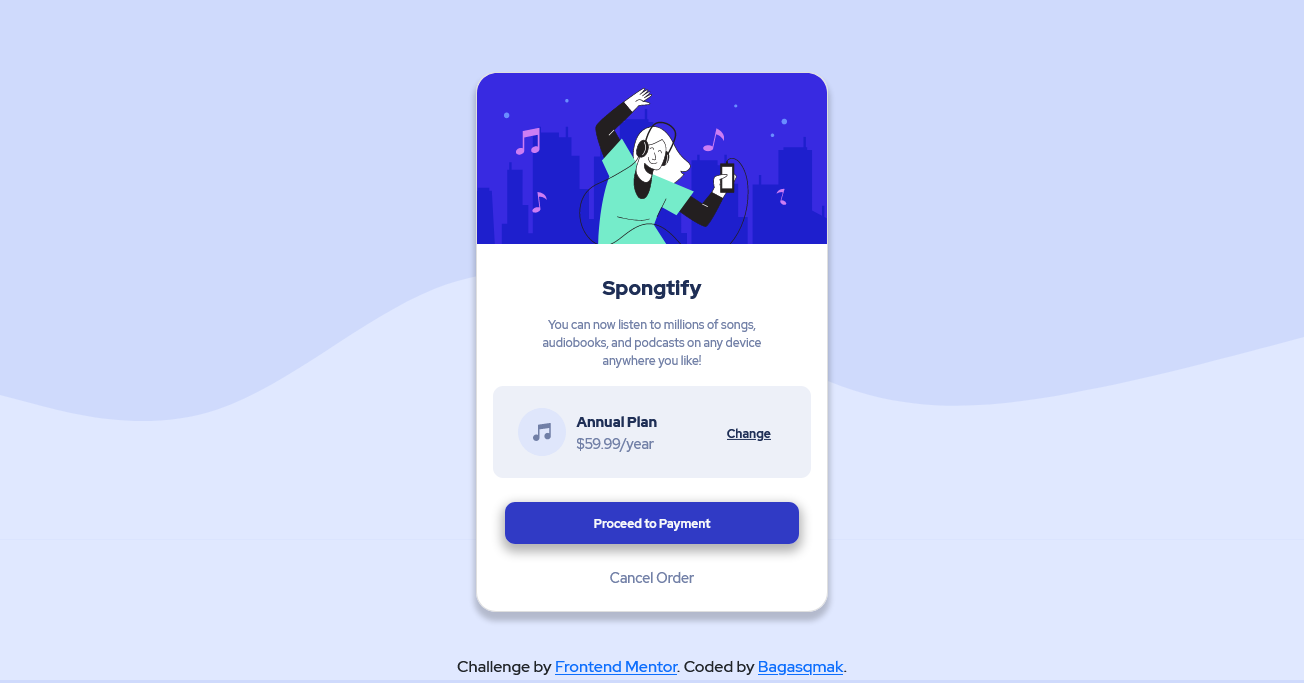 Spongtify
You can now listen to millions of songs,
audiobooks, and podcasts on any device
anywhere you like!
Annual Plan
$59.99/year
Change
Proceed to Payment
Cancel Order
Challenge by Frontend Mentor. Coded by Bagasqmak.